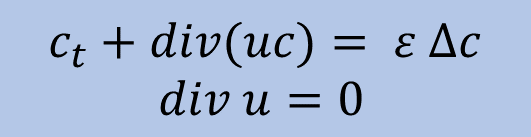 c_t + div(uc) = ε Δc
div u = 0